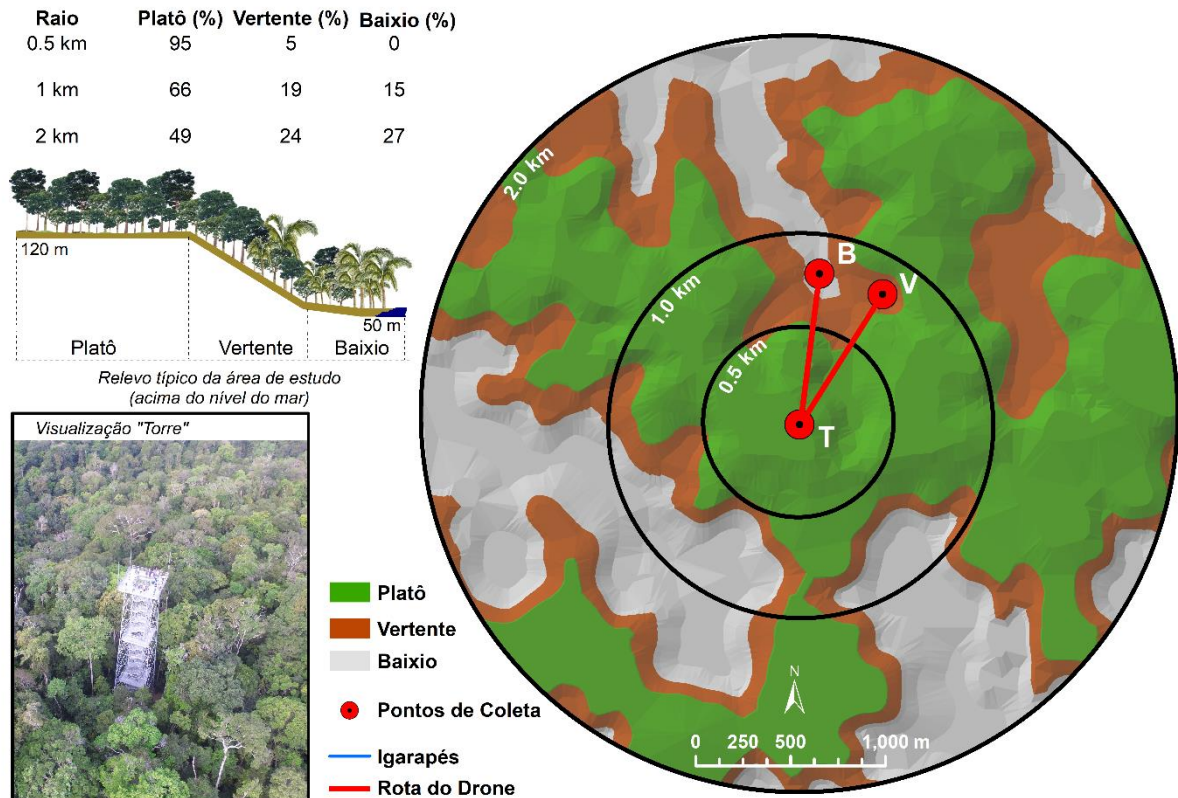 Raio Platô (%) Vertente (%) Baixio (%)
0.5 km 95 5 0
1 km 66 19 15
2 km 49 24 27
120 m
50 m
Platô Vertente Baixio
Relevo típico da área de estudo
(acima do nível do mar)
Visualização "Torre"
Platô
Vertente
Baixio
Pontos de Coleta
Igarapés
Rota do Drone
2.0 km
1.0 km
0.5 km
B
V
T
N
0 250 500 1,000 m